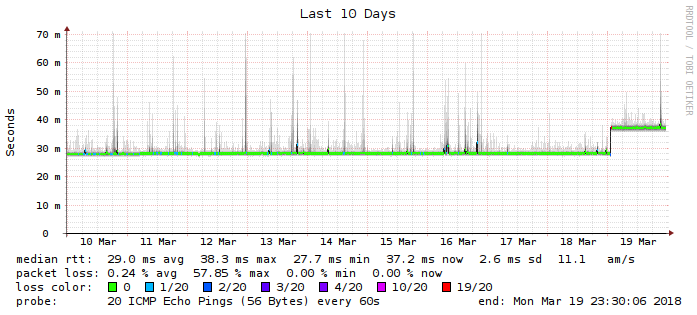 Last 10 Days
RRDTOOL / TOBI OETIKER
Seconds
70 m
60 m
50 m
40 m
30 m
20 m
10 m
0
10 Mar 11 Mar 12 Mar 13 Mar 14 Mar 15 Mar 16 Mar 17 Mar 18 Mar 19 Mar
median rtt: 29.0 ms avg 38.3 ms max 27.7 ms min 37.2 ms now 2.6 ms sd 11.1 am/s
packet loss: 0.24 % avg 57.85 % max 0.00 % min 0.00 % now
loss color: 0 1/20 2/20 3/20 4/20 10/20 19/20
probe: 20 ICMP Echo Pings (56 Bytes) every 60s end: Mon Mar 19 23:30:06 2018